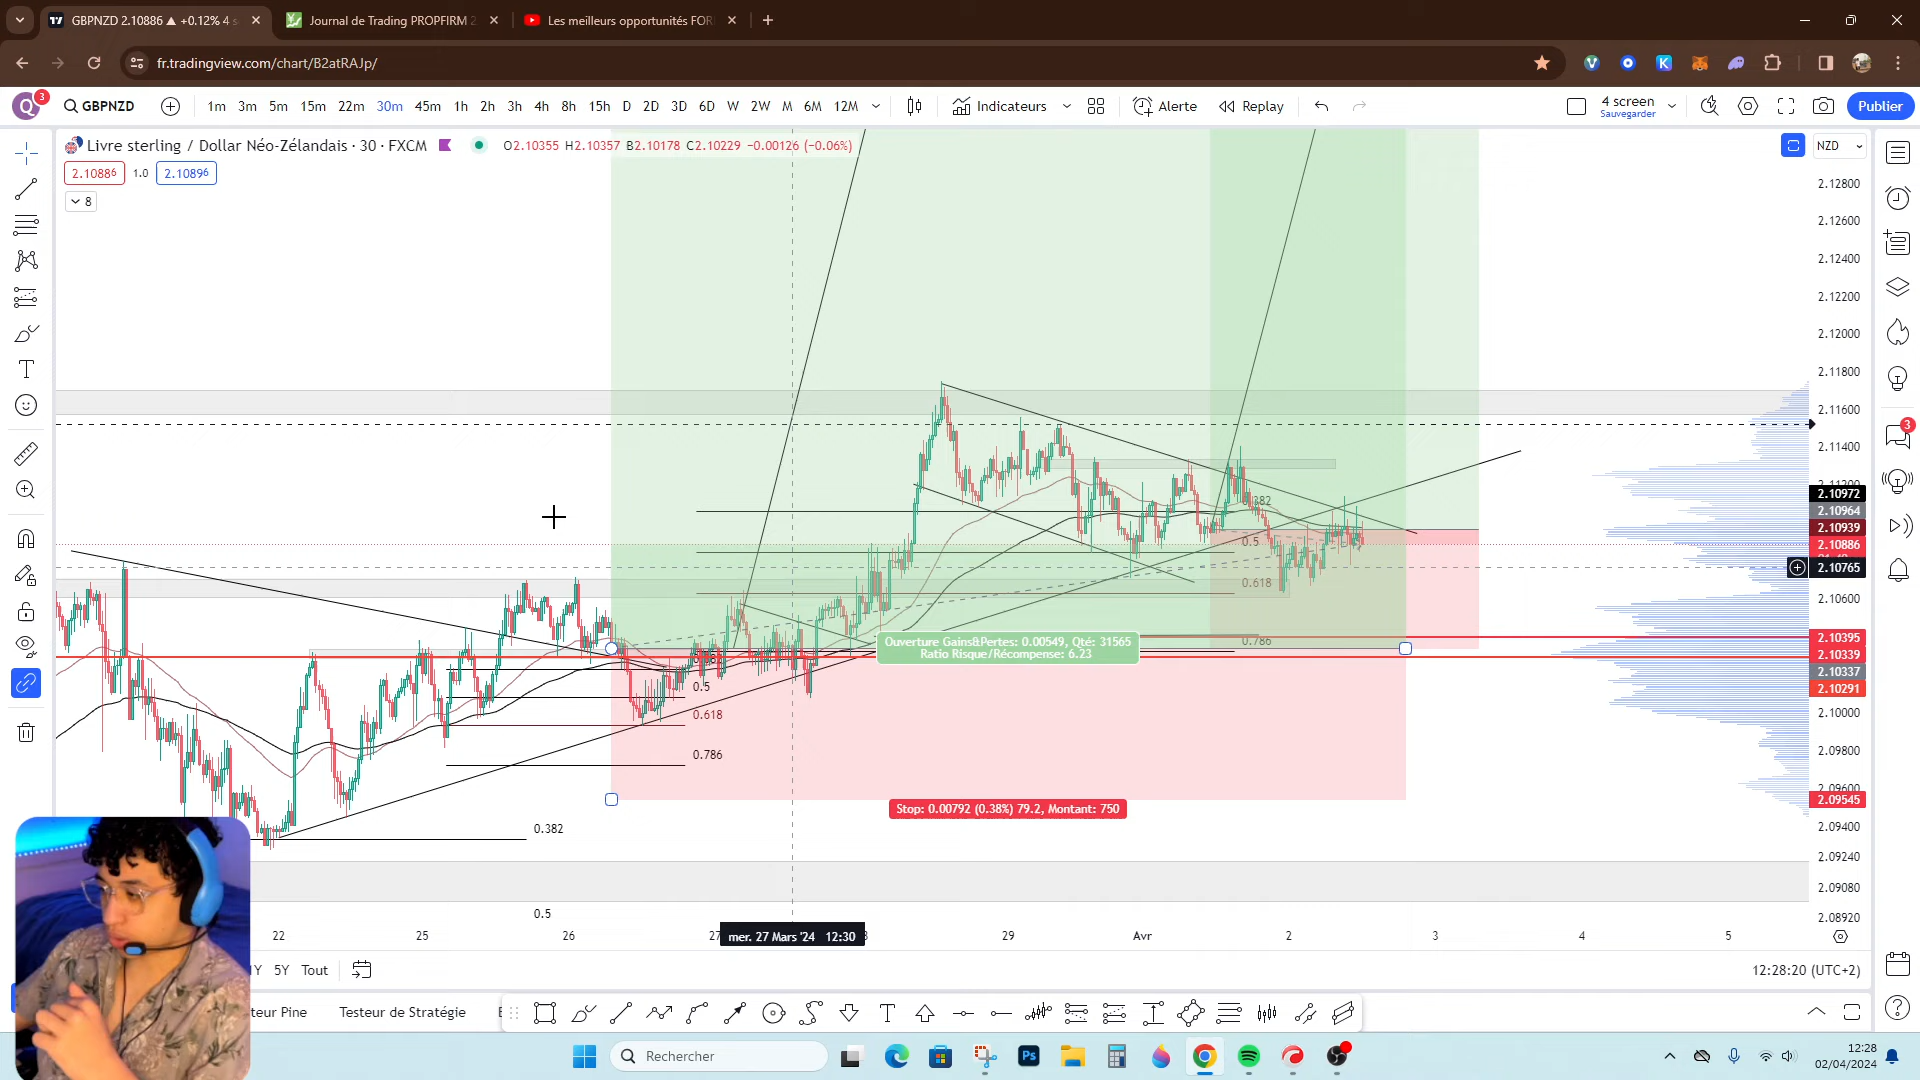 GBPNZD 2.10886 ▲ +0.12% 4 s
Journal de Trading PROPFIRM 2
Les meilleurs opportunités FOR
fr.tradingview.com/chart/B2atRAJp/
Q 3
GBPNZD
1m 3m 5m 15m 22m 30m 45m 1h 2h 3h 4h 8h 15h D 2D 3D 6D W 2W M 6M 12M
Indicateurs
Alerte
Replay
4 screen
Sauvegarder
Publier
Livre sterling / Dollar Néo-Zélandais · 30 · FXCM
O2.10355 H2.10357 B2.10178 C2.10229 −0.00126 (−0.06%)
NZD
2.10886 1.0 2.10896
8
2.12800
2.12600
2.12400
2.12200
2.12000
2.11800
2.11600
2.11400
2.10972
2.10964
2.10939
2.10886
2.10765
2.10600
2.10395
2.10339
2.10337
2.10291
2.10000
2.09800
2.09545
2.09400
2.09240
2.09080
2.08920
3
0.382
0.5
0.618
0.786
Ouverture Gains&Pertes: 0.00549, Qté: 31565
Ratio Risque/Récompense: 6.23
0.5
0.618
0.786
Stop: 0.00792 (0.38%) 79.2, Montant: 750
0.382
0.5
22 25 26 27 mer. 27 Mars '24 12:30 29 Avr 2 3 4 5
5Y Tout
12:28:20 (UTC+2)
teur Pine
Testeur de Stratégie
Rechercher
Ps
12:28
02/04/2024